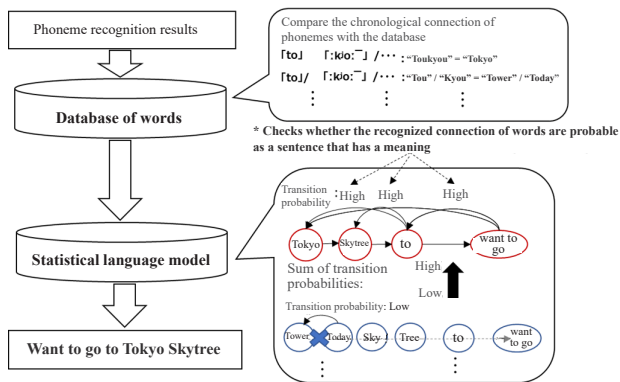 Phoneme recognition results
Database of words
Statistical language model
Want to go to Tokyo Skytree
Compare the chronological connection of
phonemes with the database
「to」 「:kʲo:¯」 /··· : “Toukyou” = “Tokyo”
「to」/ 「:kʲo:¯」 /··· : “Tou” / “Kyou” = “Tower” / “Today”
* Checks whether the recognized connection of words are probable
as a sentence that has a meaning
Transition
probability :
High High High
Tokyo Skytree to want to
go
Sum of transition
probabilities:
High
Low
Transition probability: Low
Tower Today Sky / Tree to want
to go